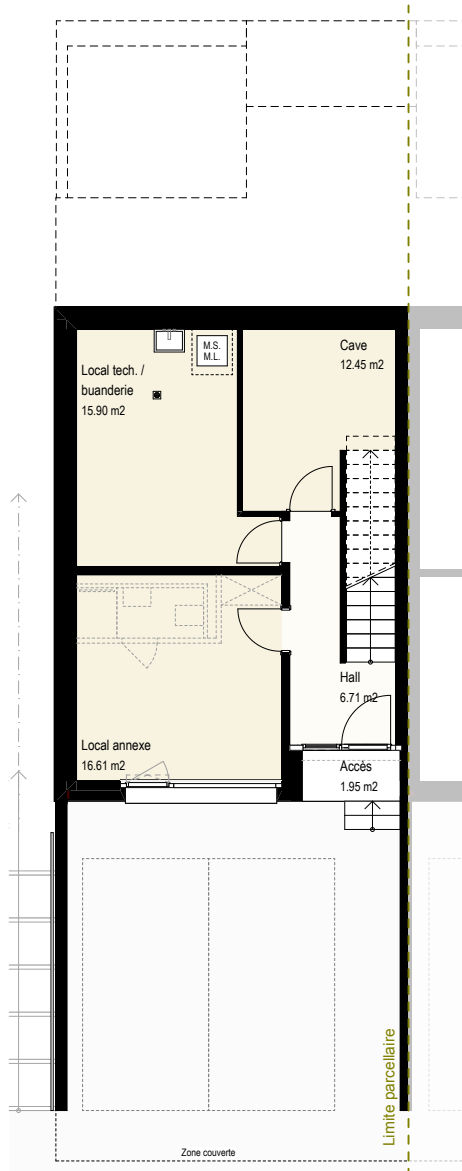 M.S.
M.L.
Local tech. /
buanderie
15.90 m2
Cave
12.45 m2
Hall
6.71 m2
Local annexe
16.61 m2
Accès
1.95 m2
Limite parcellaire
Zone couverte